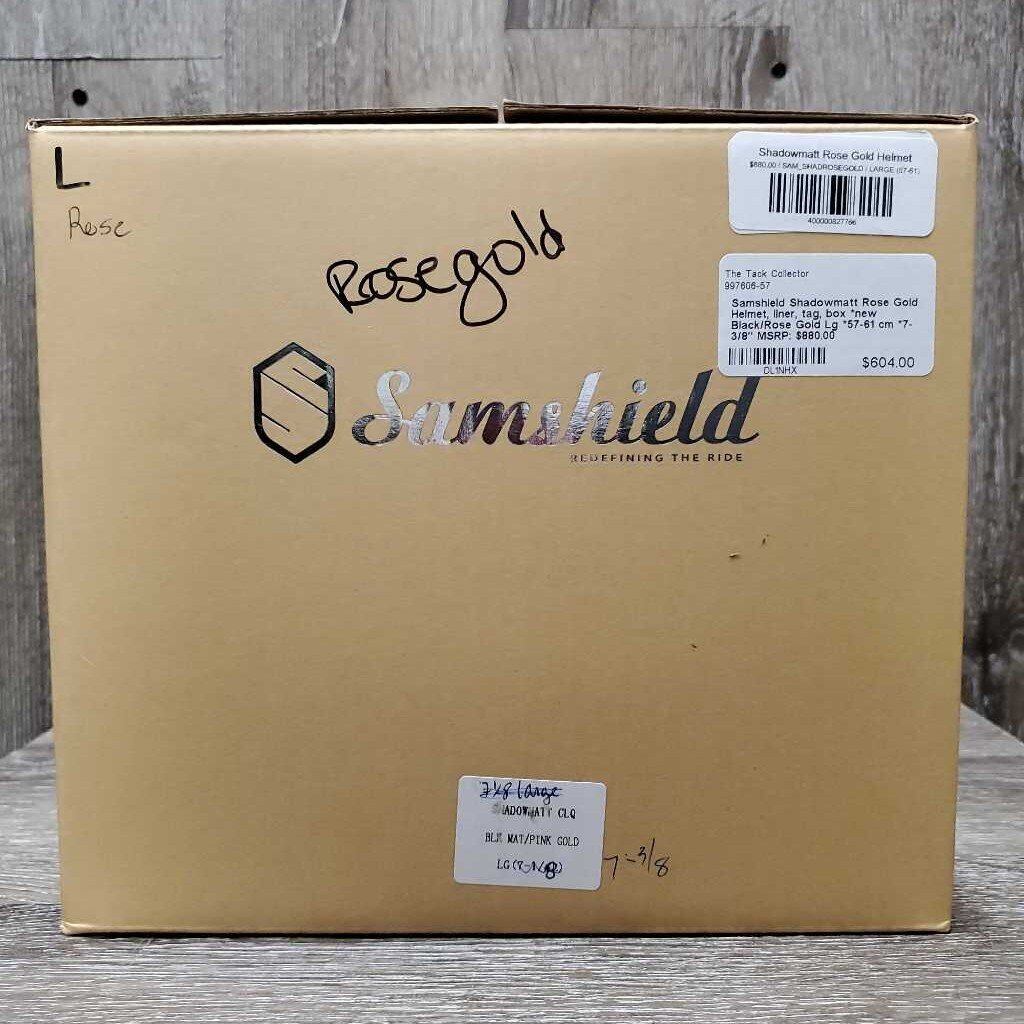 L
Rose
Rosegold
Shadowmatt Rose Gold Helmet
$880.00 / SAM_SHADROSEGOLD / LARGE (57-61)
400000827766
The Tack Collector
997606-57
Samshield Shadowmatt Rose Gold
Helmet, liner, tag, box *new
Black/Rose Gold Lg *57-61 cm *7-
3/8" MSRP: $880.00
DL1NHX
$604.00
Samshield
REDEFINING THE RIDE
large
SHADOWMATT CLQ
BLK MAT/PINK GOLD
LG
7-3/8